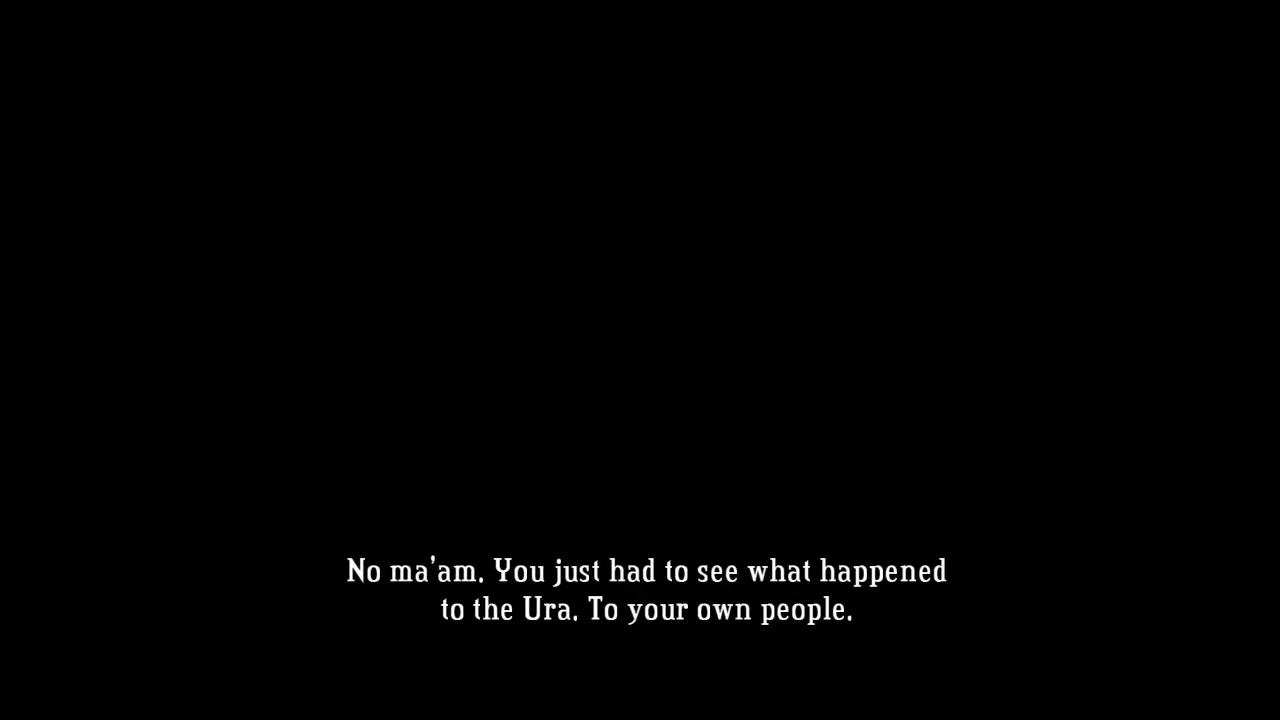 No ma'am. You just had to see what happened
to the Ura. To your own people.